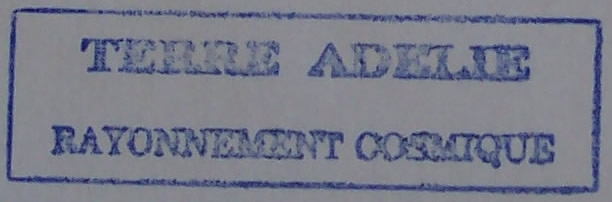 TERRE ADELIE
RAYONNEMENT COSMIQUE